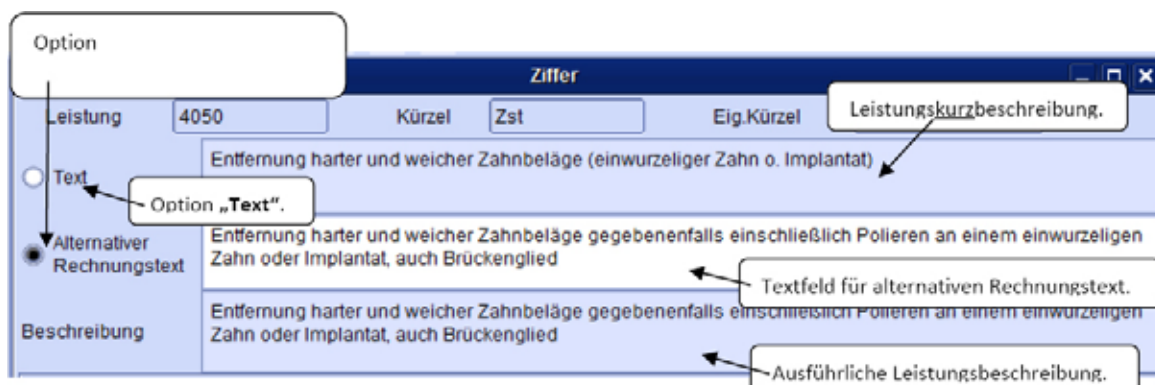 Option
Ziffer
Leistung 4050 Kürzel Zst Eig.Kürzel
Leistungskurzbeschreibung.
Text
Entfernung harter und weicher Zahnbeläge (einwurzeliger Zahn o. Implantat)
Option „Text“.
Alternativer
Rechnungstext
Entfernung harter und weicher Zahnbeläge gegebenenfalls einschließlich Polieren an einem einwurzeligen
Zahn oder Implantat, auch Brückenglied
Textfeld für alternativen Rechnungstext.
Beschreibung
Entfernung harter und weicher Zahnbeläge gegebenenfalls einschließlich Polieren an einem einwurzeligen
Zahn oder Implantat, auch Brückenglied
Ausführliche Leistungsbeschreibung.